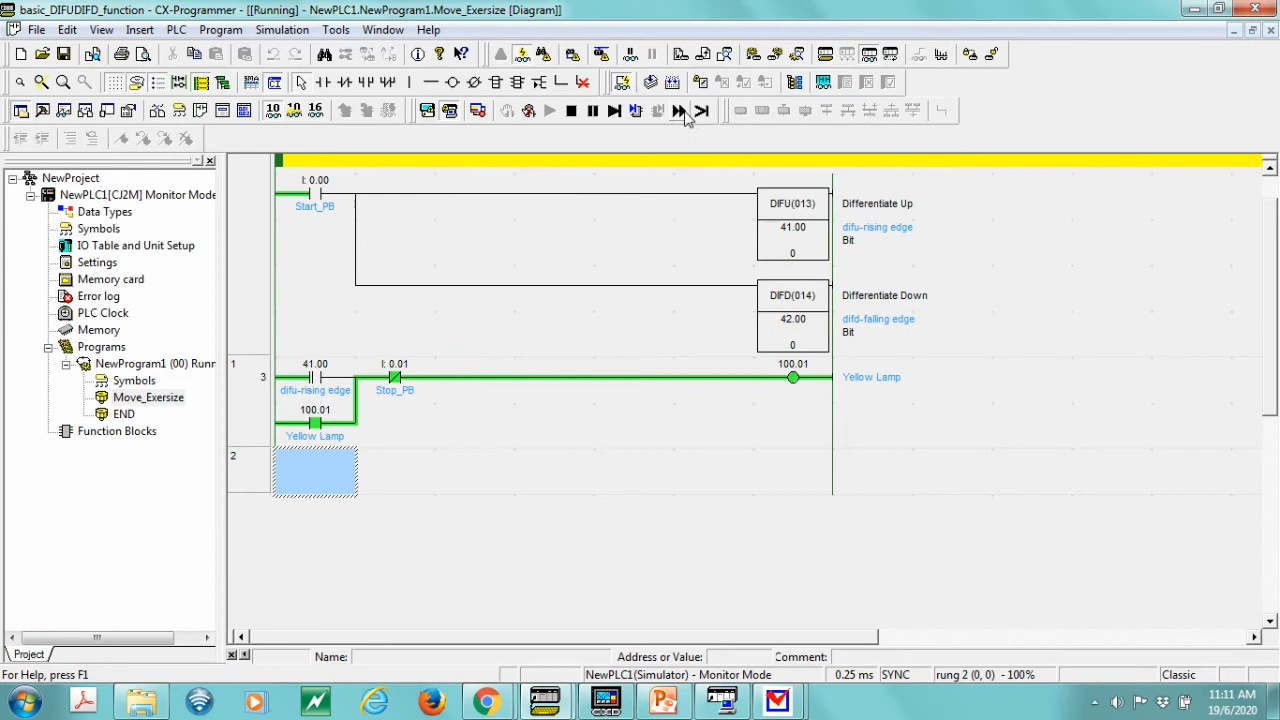 basic_DIFUDIFD_function - CX-Programmer - [[Running] - NewPLC1.NewProgram1.Move_Exersize [Diagram]]
File Edit View Insert PLC Program Simulation Tools Window Help
10 10 16
NewProject
NewPLC1[CJ2M] Monitor Mode
Data Types
Symbols
IO Table and Unit Setup
Settings
Memory card
Error log
PLC Clock
Memory
Programs
NewProgram1 (00) Runr
Symbols
Move_Exersize
END
Function Blocks
Project
I: 0.00
Start_PB
DIFU(013)
Differentiate Up
41.00
difu-rising edge
Bit
0
DIFD(014)
Differentiate Down
42.00
difd-falling edge
Bit
0
1
3
41.00
I: 0.01
100.01
difu-rising edge
Stop_PB
Yellow Lamp
100.01
Yellow Lamp
2
Name: Address or Value: Comment:
For Help, press F1
NewPLC1(Simulator) - Monitor Mode 0.25 ms SYNC rung 2 (0, 0) - 100% Classic
11:11 AM
19/6/2020